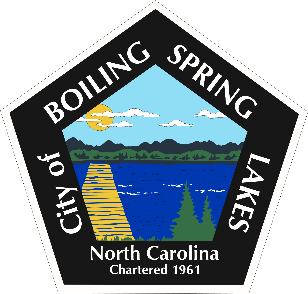 City of BOILING SPRING LAKES
North Carolina
Chartered 1961